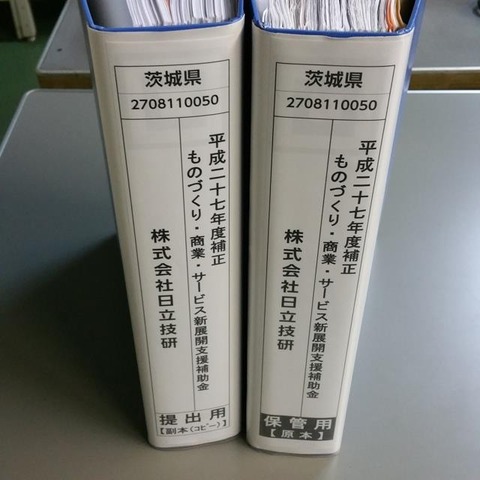 茨城県
2708110050
平成二十七年度補正
ものづくり・商業・サービス新展開支援補助金
株式会社日立技研
提出用
【副本(コピー)】
茨城県
2708110050
平成二十七年度補正
ものづくり・商業・サービス新展開支援補助金
株式会社日立技研
保管用
【原本】